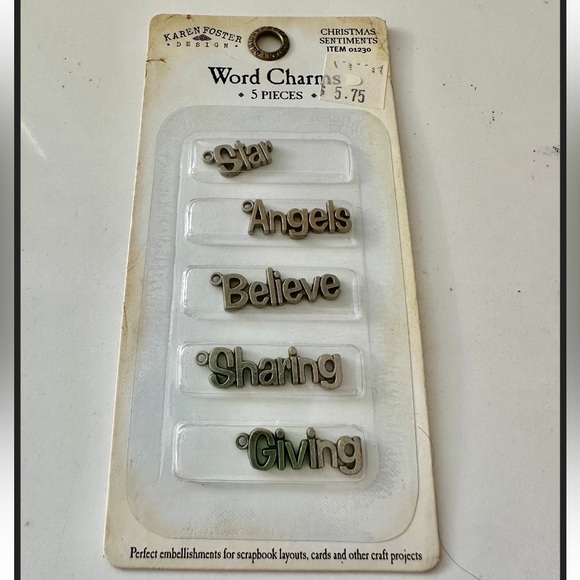 KAREN FOSTER
DESIGN
CHRISTMAS
SENTIMENTS
ITEM 01230
Word Charms
• 5 PIECES •
$ 5.75
Star
Angels
Believe
Sharing
Giving
Perfect embellishments for scrapbook layouts, cards and other craft projects